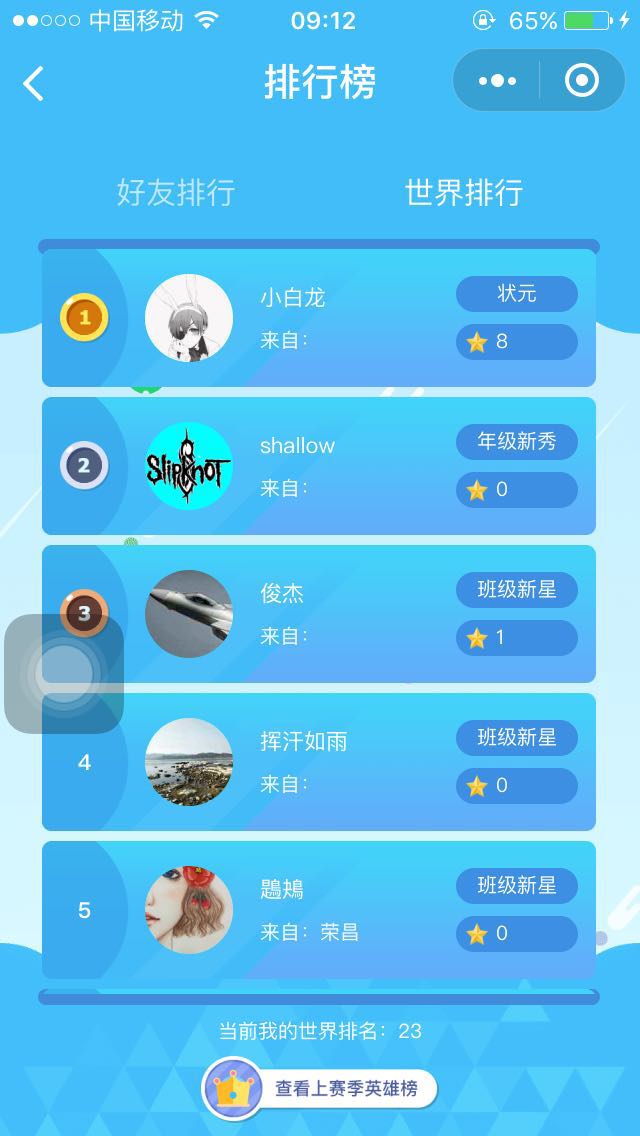 中国移动 09:12 65%
排行榜
好友排行 世界排行
1
小白龙
状元
来自：
8
2
Slipknot
shallow
年级新秀
来自：
0
3
俊杰
班级新星
来自：
1
4
挥汗如雨
班级新星
来自：
0
5
班级新星
来自：荣昌
0
当前我的世界排名：23
查看上赛季英雄榜